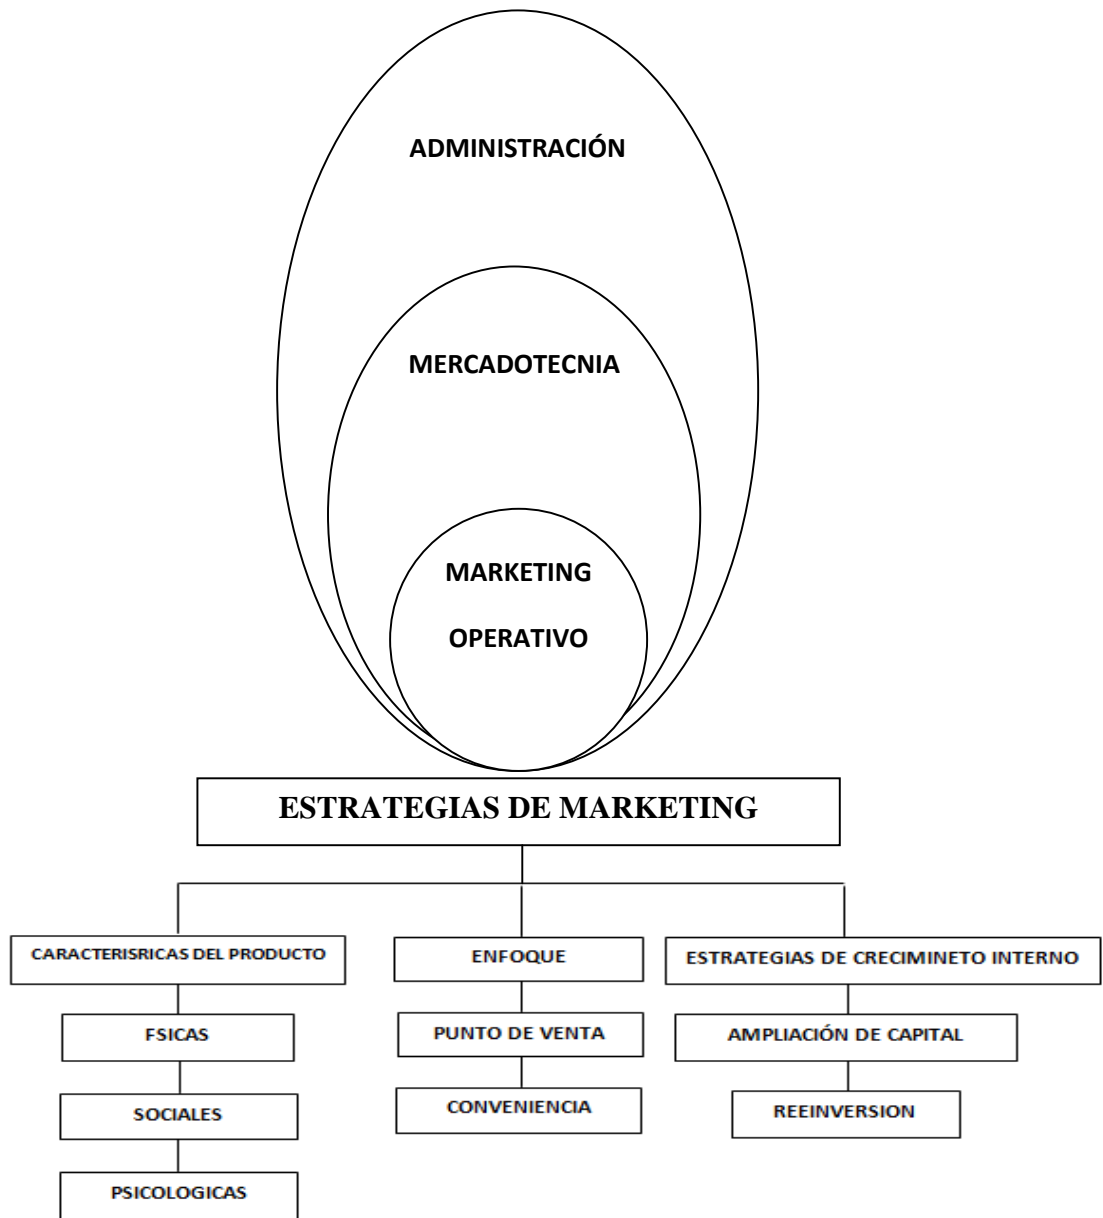 ADMINISTRACIÓN
MERCADOTECNIA
MARKETING
OPERATIVO
ESTRATEGIAS DE MARKETING
CARACTERISRICAS DEL PRODUCTO
FSICAS
SOCIALES
PSICOLOGICAS
ENFOQUE
PUNTO DE VENTA
CONVENIENCIA
ESTRATEGIAS DE CRECIMINETO INTERNO
AMPLIACIÓN DE CAPITAL
REEINVERSION